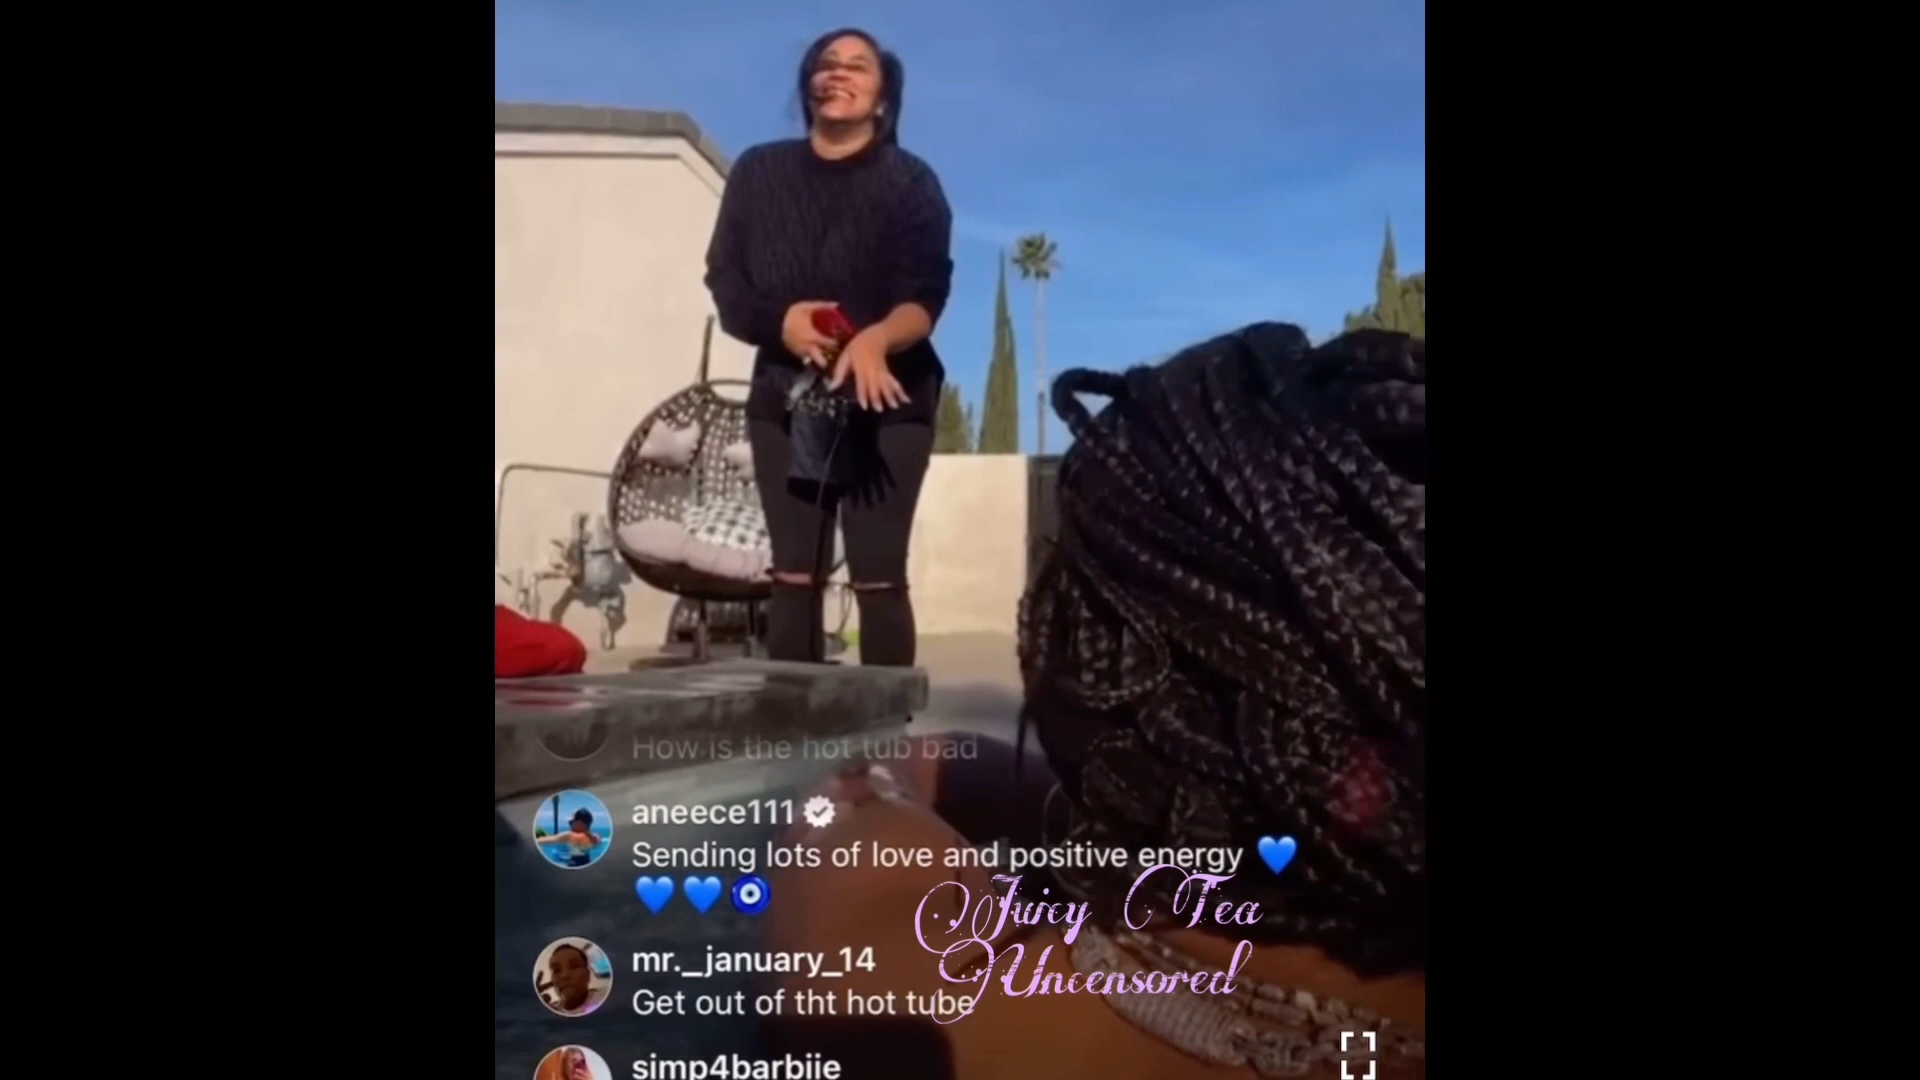 How is the hot tub bad
aneece111
Sending lots of love and positive energy 💙
💙💙🧿
Juicy Tea
Uncensored
mr._january_14
Get out of tht hot tube
simp4barbiie